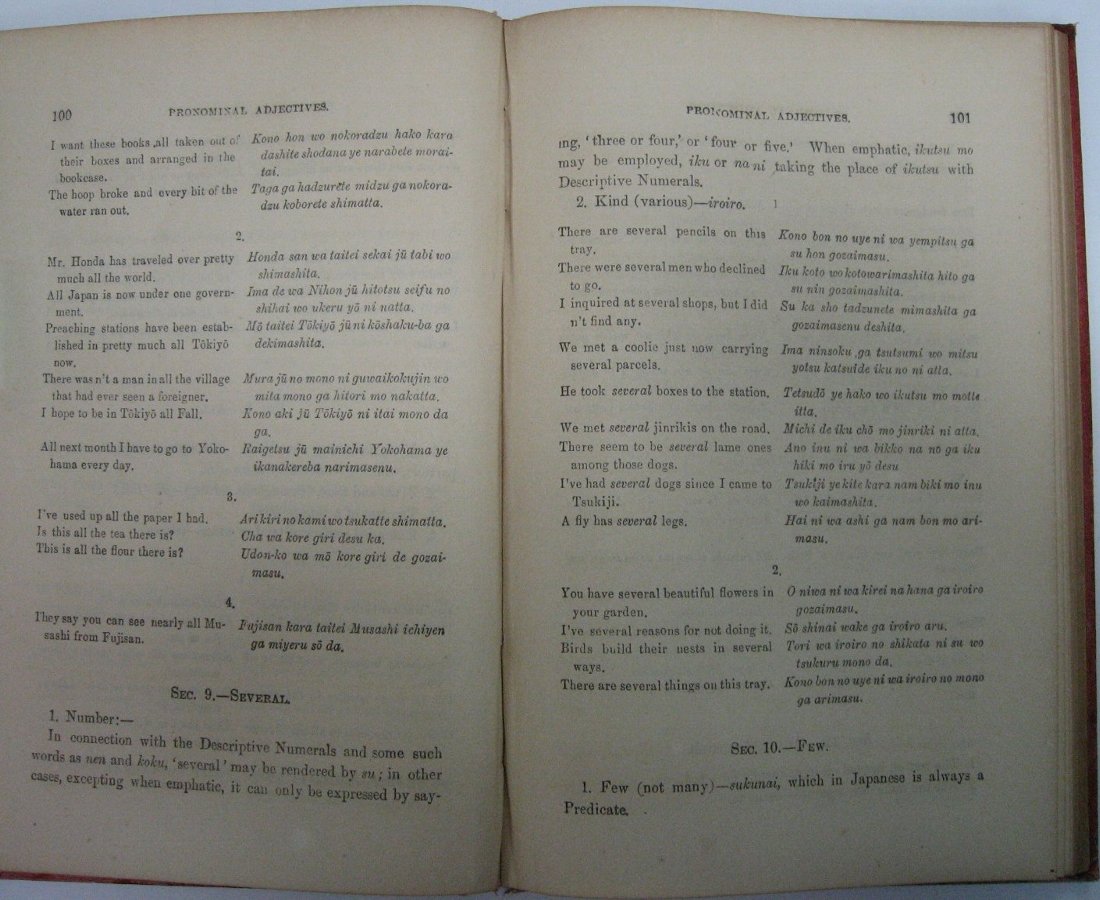 100
PRONOMINAL ADJECTIVES.
I want these books all taken out of
their boxes and arranged in the
bookcase.
Kono hon wo nokoradzu hako kara
dashite shodana ye narabete morai-
tai.
The hoop broke and every bit of the
water ran out.
Taga ga hadzurete midzu ga nokora-
dzu koborete shimatta.
2.
Mr. Honda has traveled over pretty
much all the world.
Honda san wa taitei sekai jū tabi wo
shimashita.
All Japan is now under one govern-
ment.
Ima de wa Nihon jū hitotsu seifu no
shihai wo ukeru yō ni natta.
Preaching stations have been estab-
lished in pretty much all Tōkiyō
now.
Mō taitei Tōkiyō jū ni kōshaku-ba ga
dekimashita.
There was n't a man in all the village
that had ever seen a foreigner.
Mura jū no mono ni guwaikokujin wo
mita mono ga hitori mo nakatta.
I hope to be in Tōkiyō all Fall.
Kono aki jū Tōkiyō ni itai mono da
ga.
All next month I have to go to Yoko-
hama every day.
Raigetsu jū mainichi Yokohama ye
ikanakereba narimasenu.
3.
I've used up all the paper I had.
Ari kiri no kami wo tsukatte shimatta.
Is this all the tea there is?
Cha wa kore giri desu ka.
This is all the flour there is?
Udon-ko wa mō kore giri de gozai-
masu.
4.
They say you can see nearly all Mu-
sashi from Fujisan.
Fujisan kara taitei Musashi ichiyen
ga miyeru sō da.
SEC. 9.—SEVERAL.
1. Number:—
In connection with the Descriptive Numerals and some such
words as nen and koku, 'several' may be rendered by su; in other
cases, excepting when emphatic, it can only be expressed by say-
PRONOMINAL ADJECTIVES.
101
ing, 'three or four,' or 'four or five.' When emphatic, ikutsu mo
may be employed, iku or nani taking the place of ikutsu with
Descriptive Numerals.
2. Kind (various)—iroiro.
There are several pencils on this
tray.
Kono bon no uye ni wa yempitsu ga
su hon gozaimasu.
There were several men who declined
to go.
Iku koto wo kotowarimashita hito ga
su nin gozaimashita.
I inquired at several shops, but I did
n't find any.
Su ka sho tadzunete mimashita ga
gozaimasenu deshita.
We met a coolie just now carrying
several parcels.
Ima ninsoku ga tsutsumi wo mitsu
yotsu katsuide iku no ni atta.
He took several boxes to the station.
Tetsudō ye hako wo ikutsu mo motte
itta.
We met several jinrikis on the road.
Michi de iku chō mo jinriki ni atta.
There seem to be several lame ones
among those dogs.
Ano inu ni wa bikko na no ga iku
hiki mo iru yō desu
I've had several dogs since I came to
Tsukiji.
Tsukiji ye kite kara nam biki mo inu
wo kaimashita.
A fly has several legs.
Hai ni wa ashi ga nam bon mo ari-
masu.
2.
You have several beautiful flowers in
your garden.
O niwa ni wa kirei na hana ga iroiro
gozaimasu.
I've several reasons for not doing it.
Sō shinai wake ga iroiro aru.
Birds build their nests in several
ways.
Tori wa iroiro no shikata ni su wo
tsukuru mono da.
There are several things on this tray.
Kono bon no uye ni wa iroiro no mono
ga arimasu.
SEC. 10.—FEW.
1. Few (not many)—sukunai, which in Japanese is always a
Predicate.